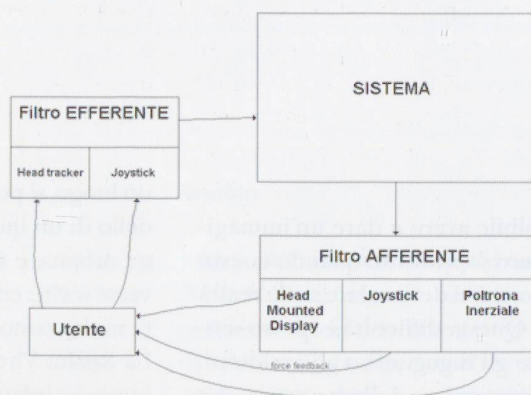 SISTEMA
Filtro EFFERENTE
Head tracker
Joystick
Filtro AFFERENTE
Head Mounted Display
Joystick
Poltrona Inerziale
Utente
force feedback